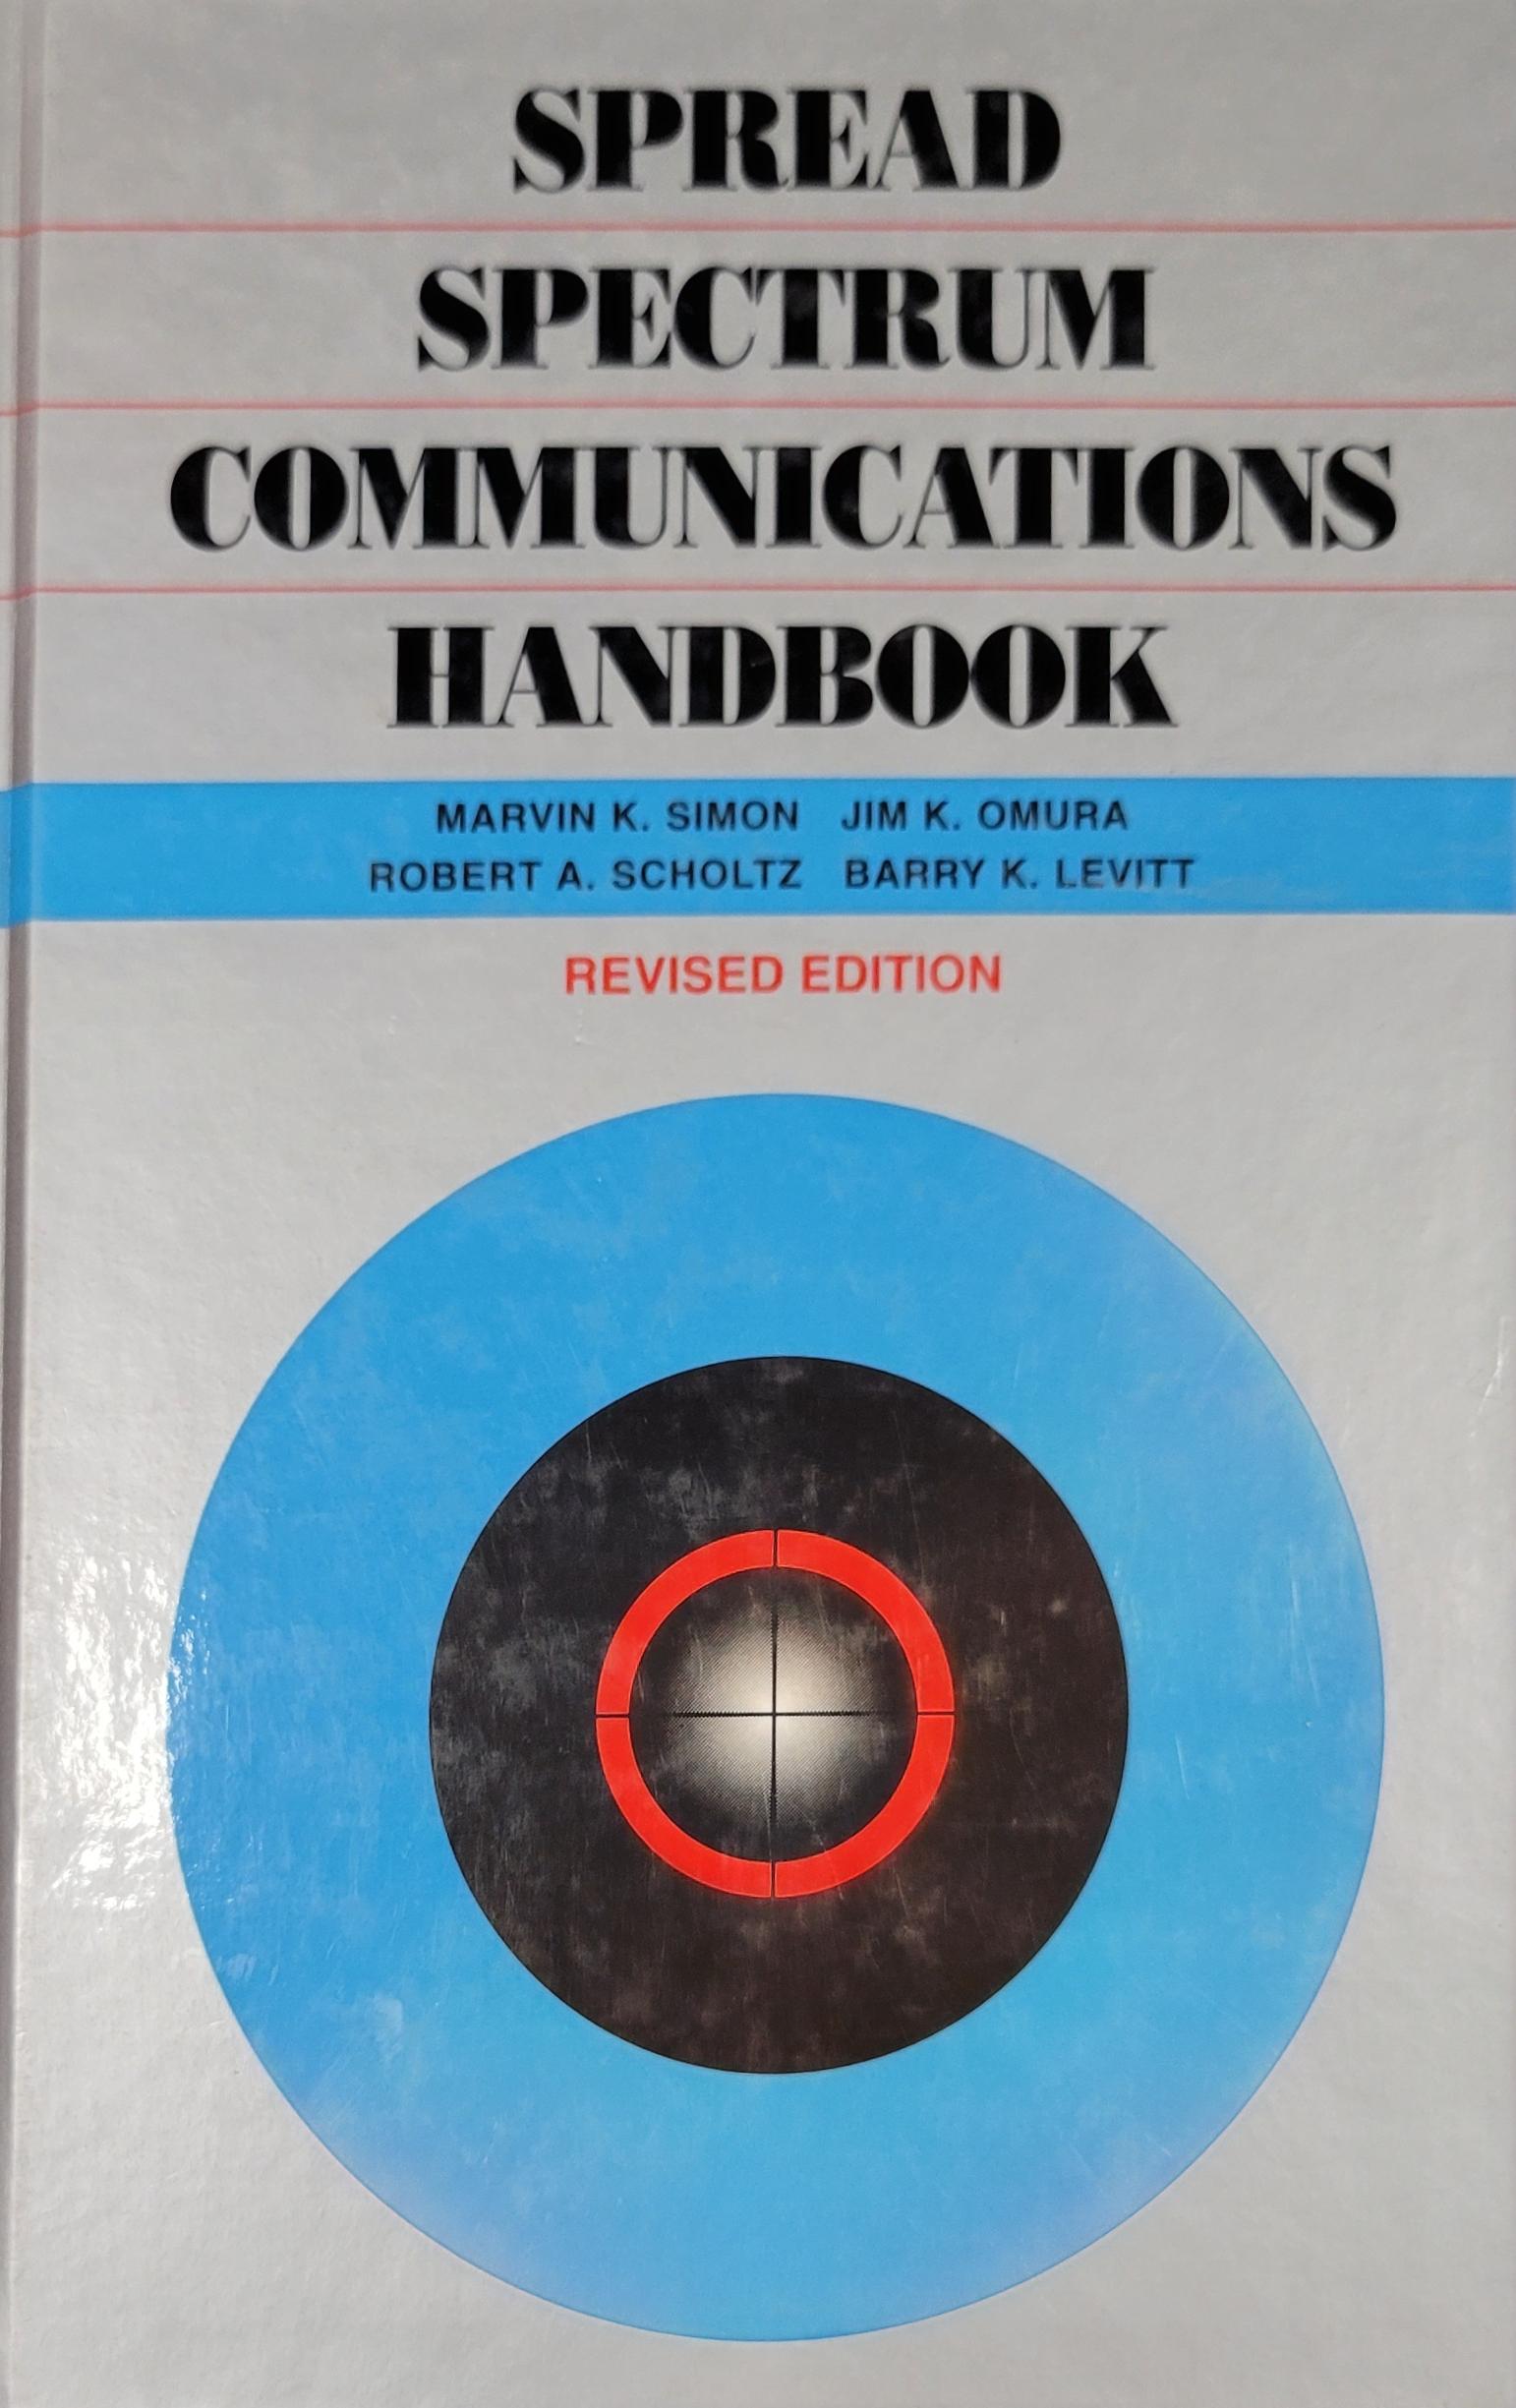 SPREAD
SPECTRUM
COMMUNICATIONS
HANDBOOK
MARVIN K. SIMON JIM K. OMURA
ROBERT A. SCHOLTZ BARRY K. LEVITT
REVISED EDITION